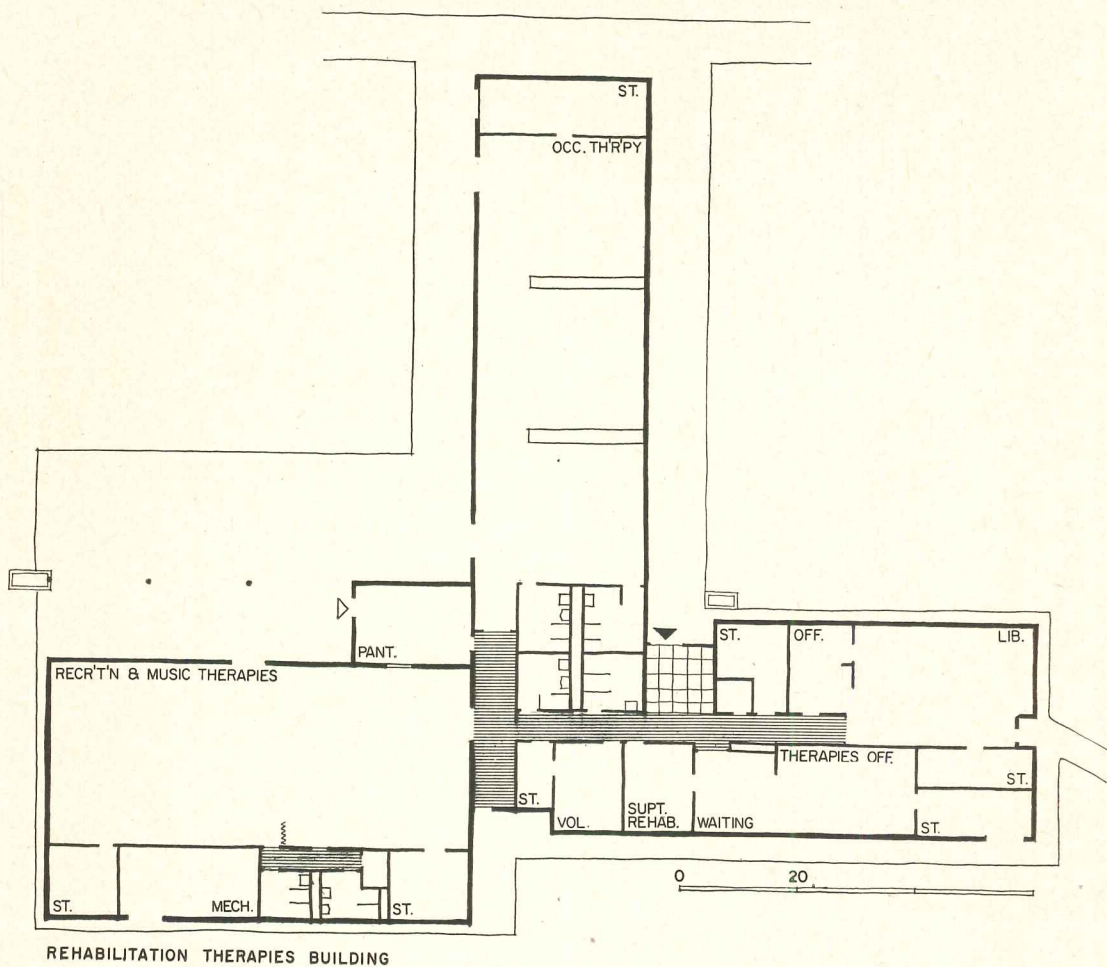 ST.
OCC. TH'R'PY
PANT.
RECR'T'N & MUSIC THERAPIES
ST.
OFF.
LIB.
THERAPIES OFF.
ST.
ST.
VOL.
SUPT.
REHAB.
WAITING
ST.
ST.
MECH.
ST.
0
20
REHABILITATION THERAPIES BUILDING